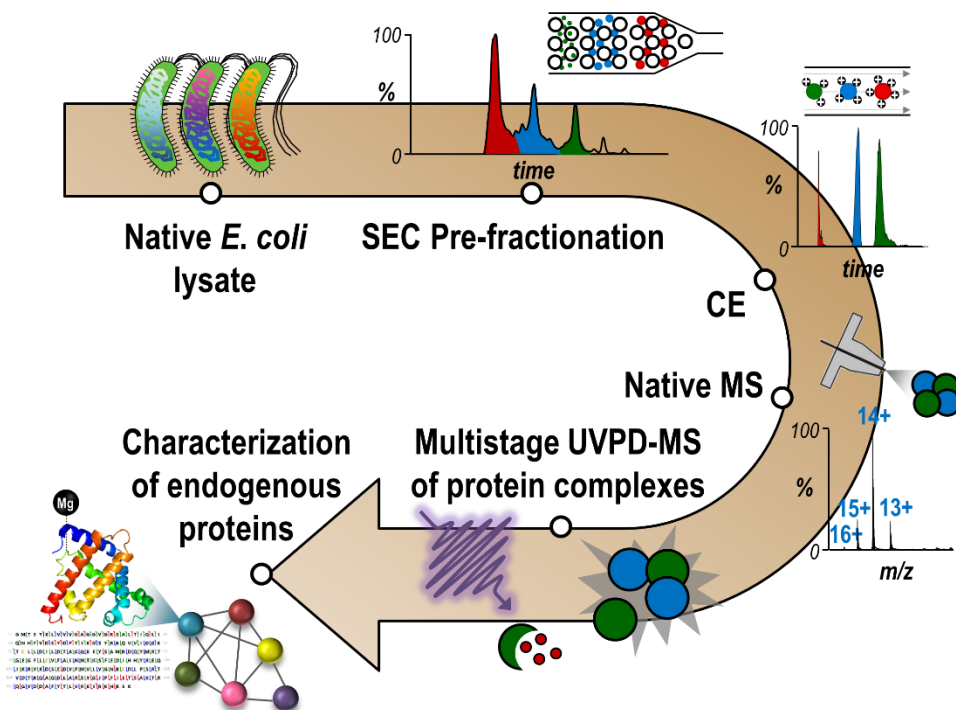 100
%
0
time
Native E. coli
lysate
SEC Pre-fractionation
100
%
0
time
CE
Native MS
14+
100
%
15+
13+
16+
0
m/z
Multistage UVPD-MS
of protein complexes
Characterization
of endogenous
proteins
Mg